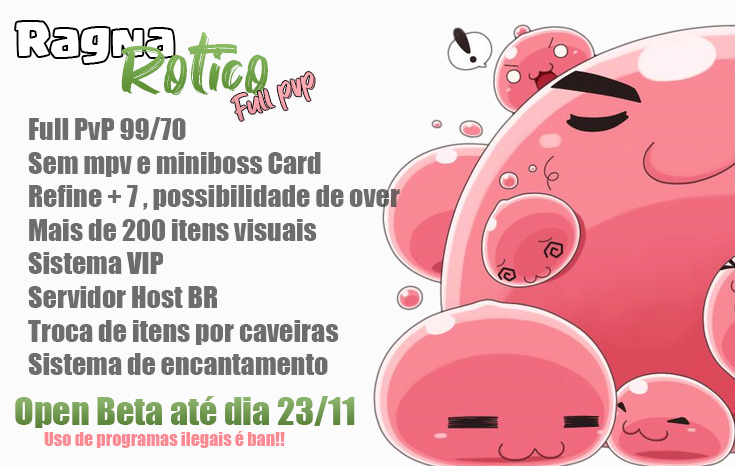 Ragna
Rotico
Full pvp
Full PvP 99/70
Sem mpv e miniboss Card
Refine + 7 , possibilidade de over
Mais de 200 itens visuais
Sistema VIP
Servidor Host BR
Troca de itens por caveiras
Sistema de encantamento
Open Beta até dia 23/11
Uso de programas ilegais é ban!!
!